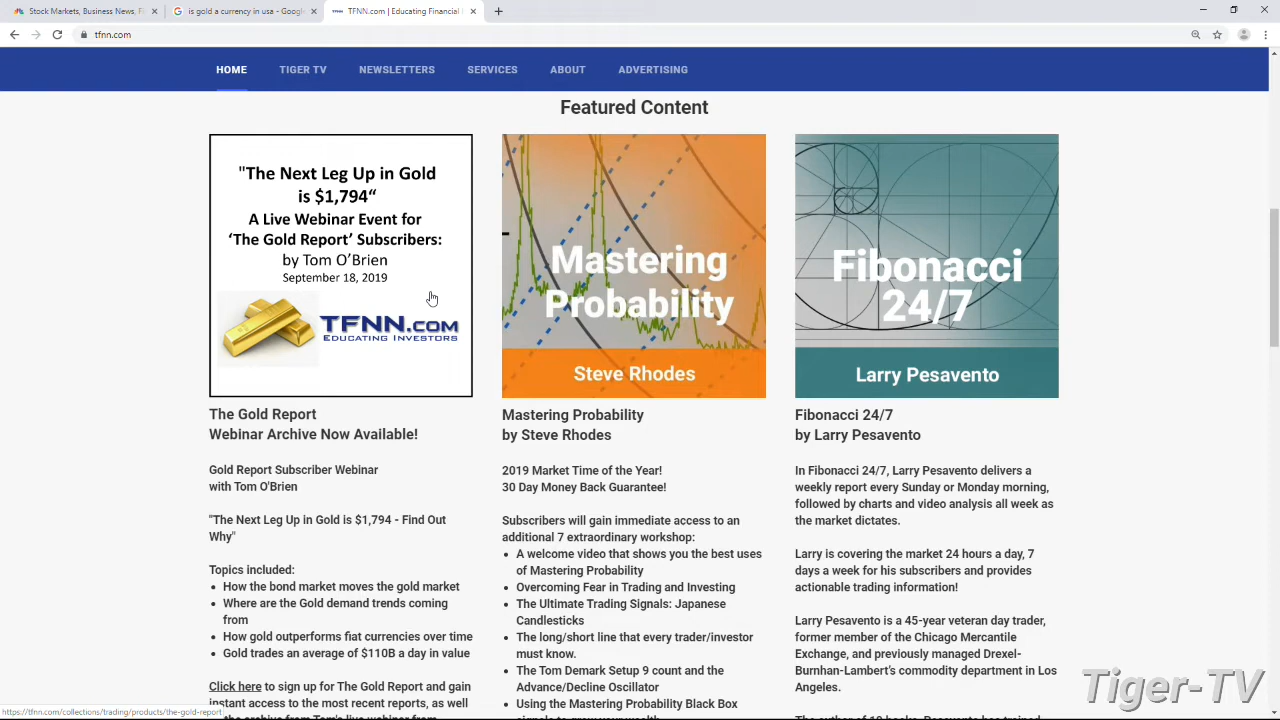 Stock Markets, Business News, Fi
is gold a currency in usa - Google
TFNN.com | Educating Financial
tfnn.com
HOME
TIGER TV
NEWSLETTERS
SERVICES
ABOUT
ADVERTISING
Featured Content
"The Next Leg Up in Gold
is $1,794“
A Live Webinar Event for
‘The Gold Report’ Subscribers:
by Tom O’Brien
September 18, 2019
TFNN.COM
EDUCATING INVESTORS
The Gold Report
Webinar Archive Now Available!
Gold Report Subscriber Webinar
with Tom O'Brien
"The Next Leg Up in Gold is $1,794 - Find Out
Why"
Topics included:
• How the bond market moves the gold market
• Where are the Gold demand trends coming
from
• How gold outperforms fiat currencies over time
• Gold trades an average of $110B a day in value
Click here to sign up for The Gold Report and gain
instant access to the most recent reports, as well
Mastering
Probability
Steve Rhodes
Mastering Probability
by Steve Rhodes
2019 Market Time of the Year!
30 Day Money Back Guarantee!
Subscribers will gain immediate access to an
additional 7 extraordinary workshop:
• A welcome video that shows you the best uses
of Mastering Probability
• Overcoming Fear in Trading and Investing
• The Ultimate Trading Signals: Japanese
Candlesticks
• The long/short line that every trader/investor
must know.
• The Tom Demark Setup 9 count and the
Advance/Decline Oscillator
• Using the Mastering Probability Black Box
Fibonacci
24/7
Larry Pesavento
Fibonacci 24/7
by Larry Pesavento
In Fibonacci 24/7, Larry Pesavento delivers a
weekly report every Sunday or Monday morning,
followed by charts and video analysis all week as
the market dictates.
Larry is covering the market 24 hours a day, 7
days a week for his subscribers and provides
actionable trading information!
Larry Pesavento is a 45-year veteran day trader,
former member of the Chicago Mercantile
Exchange, and previously managed Drexel-
Burnhan-Lambert's commodity department in Los
Angeles.
Tiger-TV
https://tfnn.com/collections/trading/products/the-gold-report